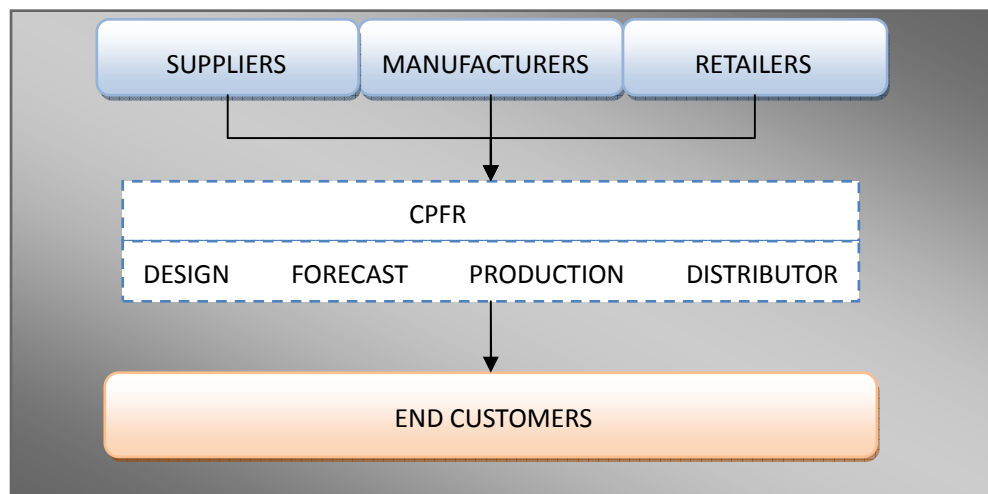 SUPPLIERS MANUFACTURERS RETAILERS
CPFR
DESIGN FORECAST PRODUCTION DISTRIBUTOR
END CUSTOMERS